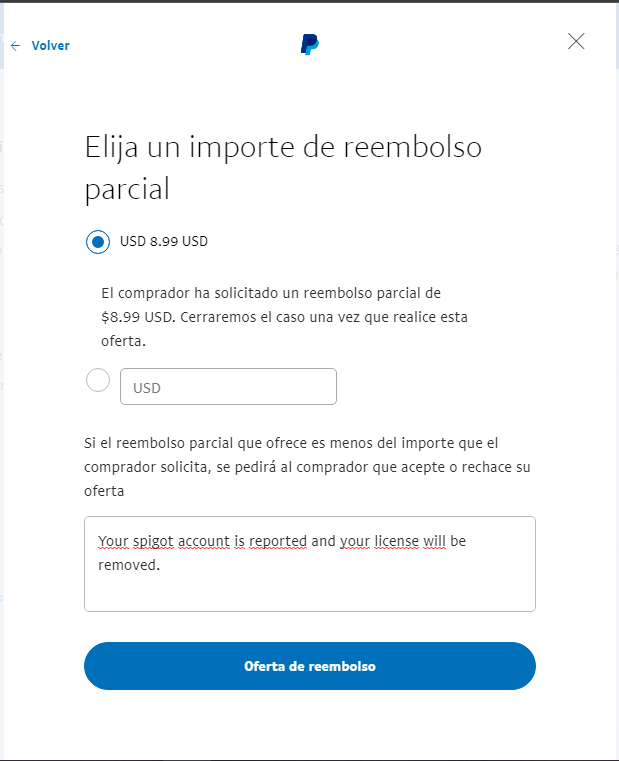 Volver
Elija un importe de reembolso
parcial
USD 8.99 USD
El comprador ha solicitado un reembolso parcial de
$8.99 USD. Cerraremos el caso una vez que realice esta
oferta.
USD
Si el reembolso parcial que ofrece es menos del importe que el
comprador solicita, se pedirá al comprador que acepte o rechace su
oferta
Your spigot account is reported and your license will be
removed.
Oferta de reembolso